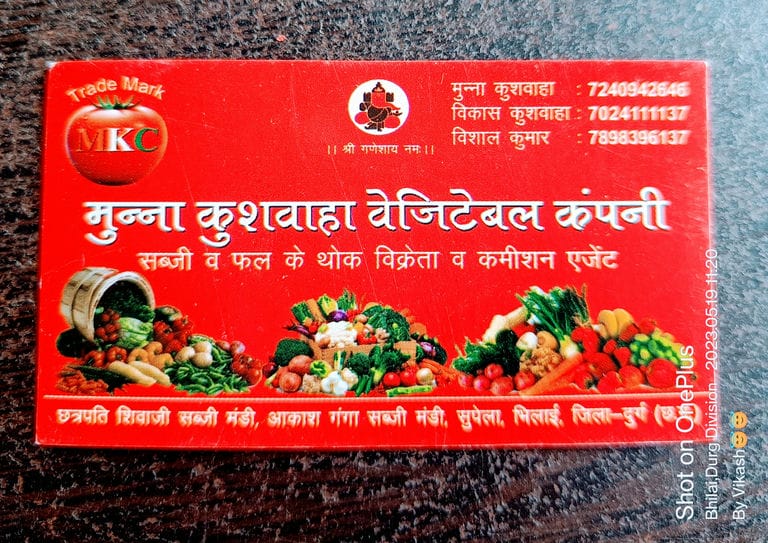 Trade Mark
MKC
।। श्री गणेशाय नमः।।
मुन्ना कुशवाहा : 7240942646
विकास कुशवाहा : 7024111137
विशाल कुमार : 7898396137
मुन्ना कुशवाहा वेजिटेबल कंपनी
सब्जी व फल के थोक विक्रेता व कमीशन एजेंट
छत्रपति शिवाजी सब्जी मंडी, आकाश गंगा सब्जी मंडी, सुपेला, भिलाई, जिला-दुर्ग (छ.ग.)
Shot on OnePlus
Bhilai,Durg Division 2023.05.19 11:20
By Vikash😊😊